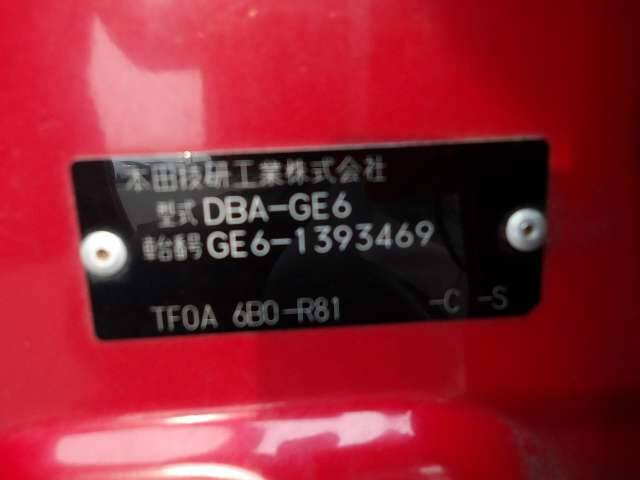 本田技研工業株式会社
型式 DBA-GE6
車台番号 GE6-1393469
TF0A 6B0-R81 -C -S